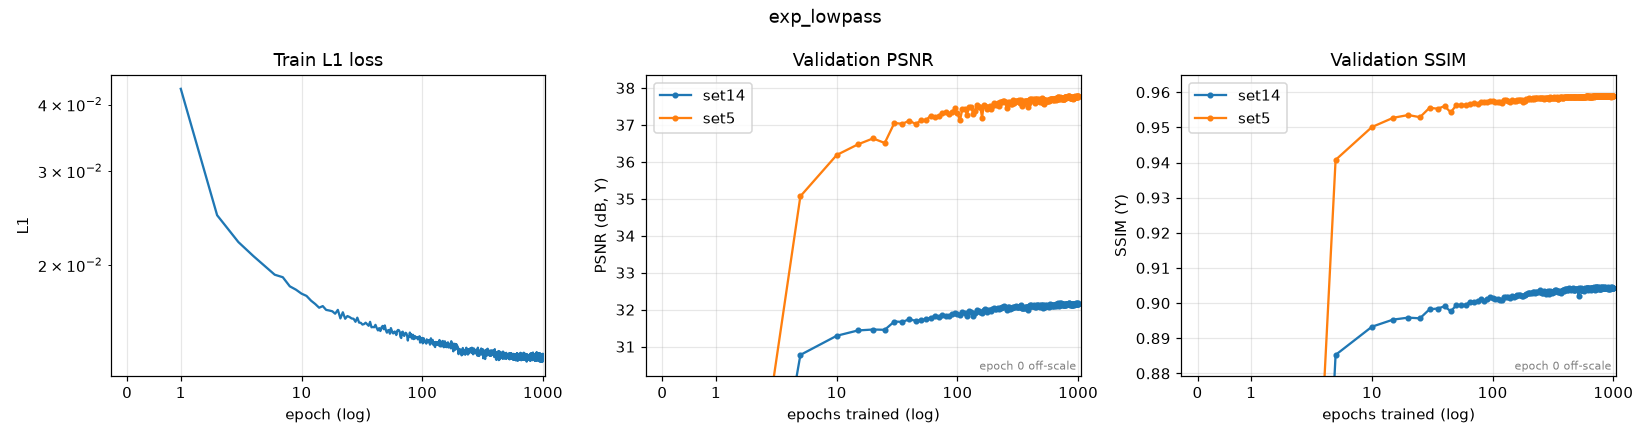 exp_lowpass
Train L1 loss
4 × 10⁻²
3 × 10⁻²
2 × 10⁻²
L1
0 1 10 100 1000
epoch (log)
Validation PSNR
set14
set5
38
37
36
35
34
33
32
31
PSNR (dB, Y)
epoch 0 off-scale
0 1 10 100 1000
epochs trained (log)
Validation SSIM
set14
set5
0.96
0.95
0.94
0.93
0.92
0.91
0.90
0.89
0.88
SSIM (Y)
epoch 0 off-scale
0 1 10 100 1000
epochs trained (log)